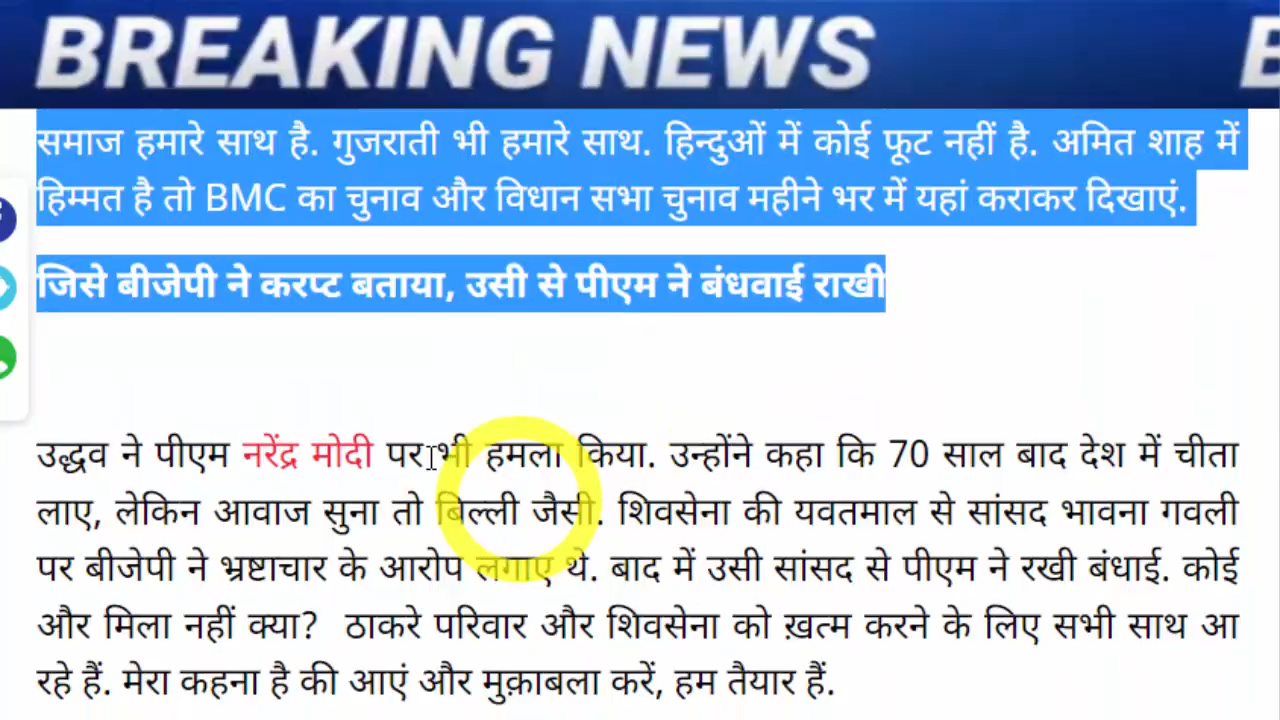 BREAKING NEWS
समाज हमारे साथ है. गुजराती भी हमारे साथ. हिन्दुओं में कोई फूट नहीं है. अमित शाह में
हिम्मत है तो BMC का चुनाव और विधान सभा चुनाव महीने भर में यहां कराकर दिखाएं.
जिसे बीजेपी ने करप्ट बताया, उसी से पीएम ने बंधवाई राखी
उद्धव ने पीएम नरेंद्र मोदी पर भी हमला किया. उन्होंने कहा कि 70 साल बाद देश में चीता
लाए, लेकिन आवाज सुना तो बिल्ली जैसी. शिवसेना की यवतमाल से सांसद भावना गवली
पर बीजेपी ने भ्रष्टाचार के आरोप लगाए थे. बाद में उसी सांसद से पीएम ने रखी बंधाई. कोई
और मिला नहीं क्या? ठाकरे परिवार और शिवसेना को ख़त्म करने के लिए सभी साथ आ
रहे हैं. मेरा कहना है की आएं और मुक़ाबला करें, हम तैयार हैं.